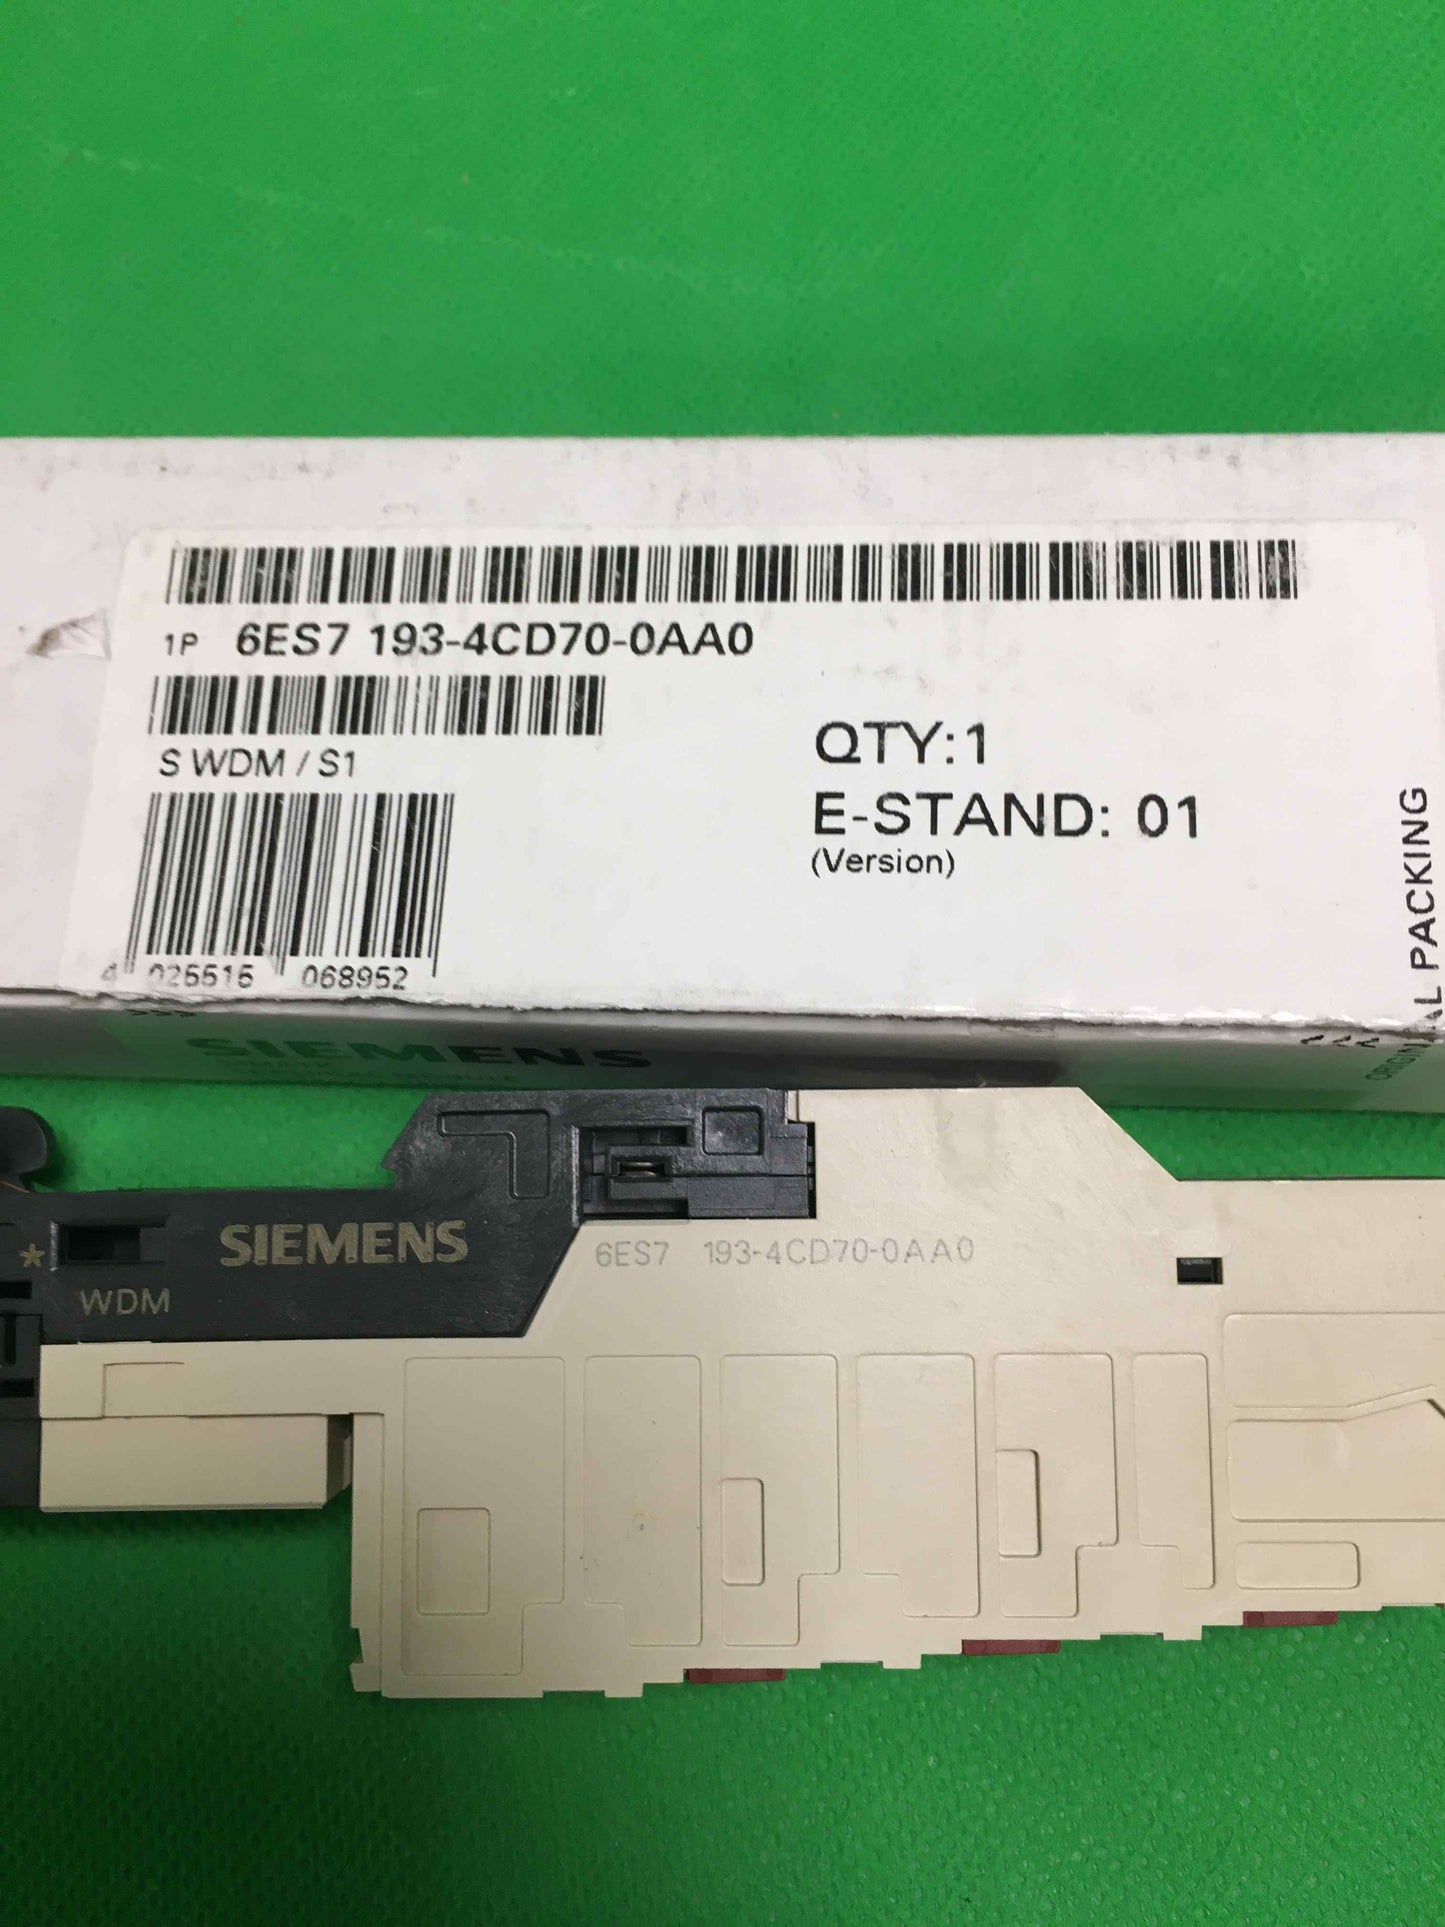 1P 6ES7 193-4CD70-0AA0
S WDM / S1
QTY:1
E-STAND: 01
(Version)
4 025515 068952
PACKING
SIEMENS
*
SIEMENS
WDM
6ES7 193-4CD70-0AA0